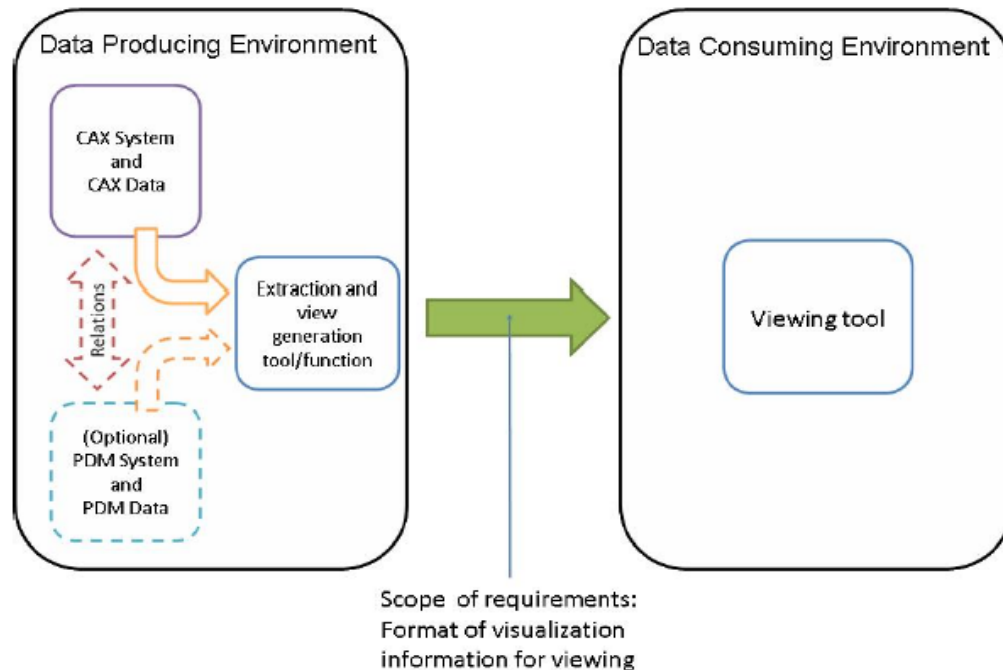 Data Producing Environment
CAX System
and
CAX Data
Relations
Extraction and
view
generation
tool/function
(Optional)
PDM System
and
PDM Data
Data Consuming Environment
Viewing tool
Scope of requirements:
Format of visualization
information for viewing